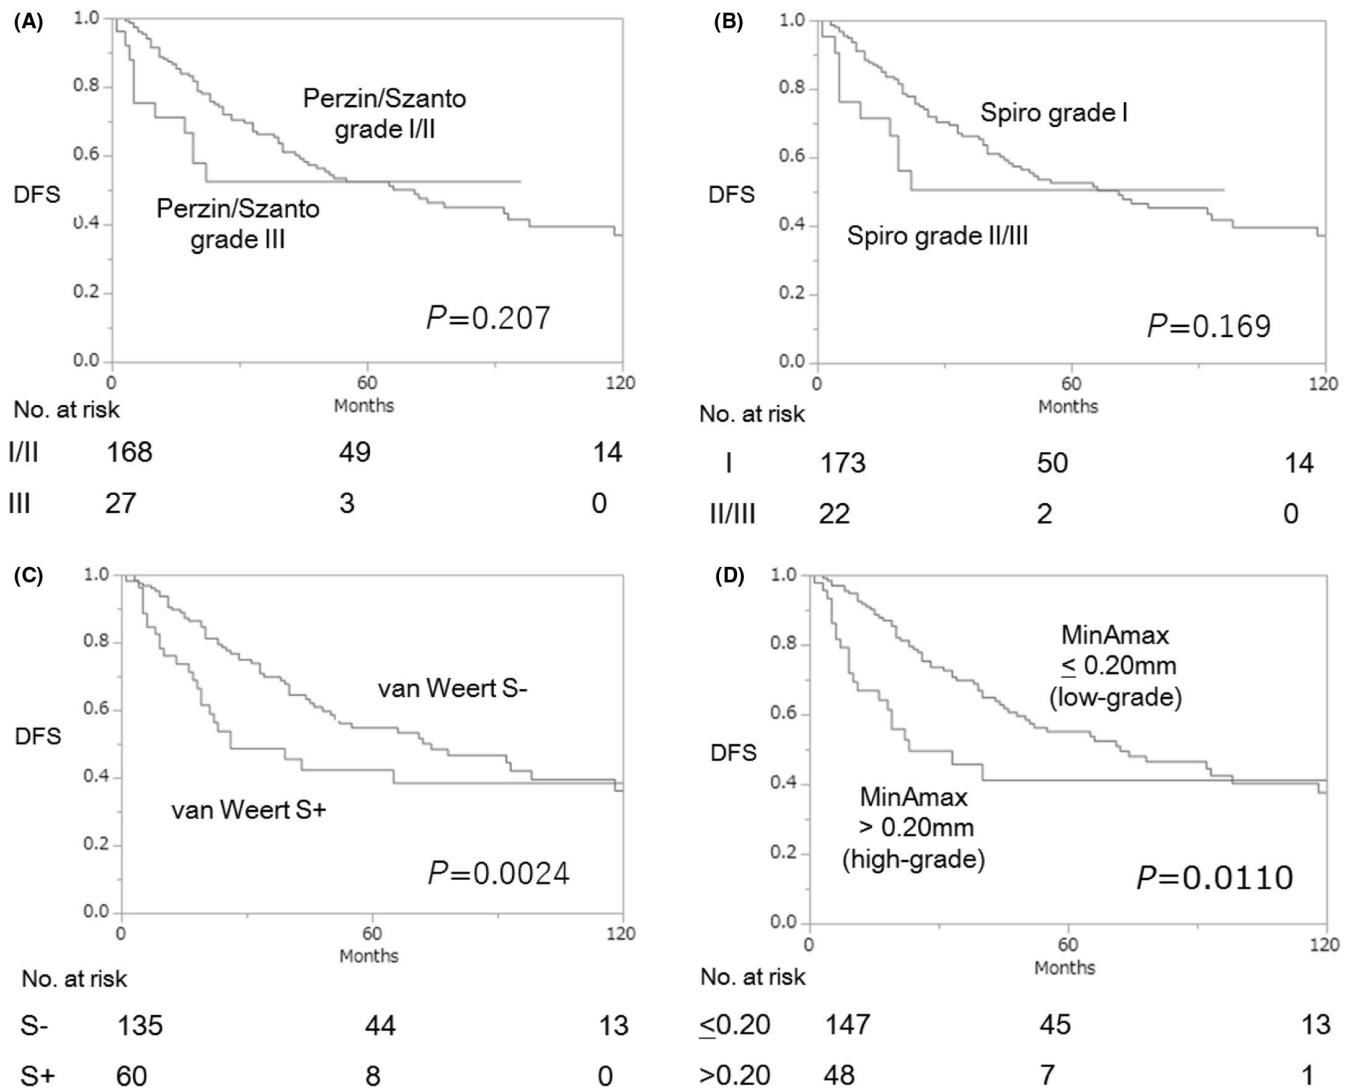 (A)
1.0
0.8
0.6
0.4
0.2
0.0
DFS
Perzin/Szanto
grade I/II
Perzin/Szanto
grade III
P=0.207
0 60 120
Months
No. at risk
I/II 168 49 14
III 27 3 0
(B)
1.0
0.8
0.6
0.4
0.2
0.0
DFS
Spiro grade I
Spiro grade II/III
P=0.169
0 60 120
Months
No. at risk
I 173 50 14
II/III 22 2 0
(C)
1.0
0.8
0.6
0.4
0.2
0.0
DFS
van Weert S-
van Weert S+
P=0.0024
0 60 120
Months
No. at risk
S- 135 44 13
S+ 60 8 0
(D)
1.0
0.8
0.6
0.4
0.2
0.0
DFS
MinAmax
≤ 0.20mm
(low-grade)
MinAmax
> 0.20mm
(high-grade)
P=0.0110
0 60 120
Months
No. at risk
≤0.20 147 45 13
>0.20 48 7 1